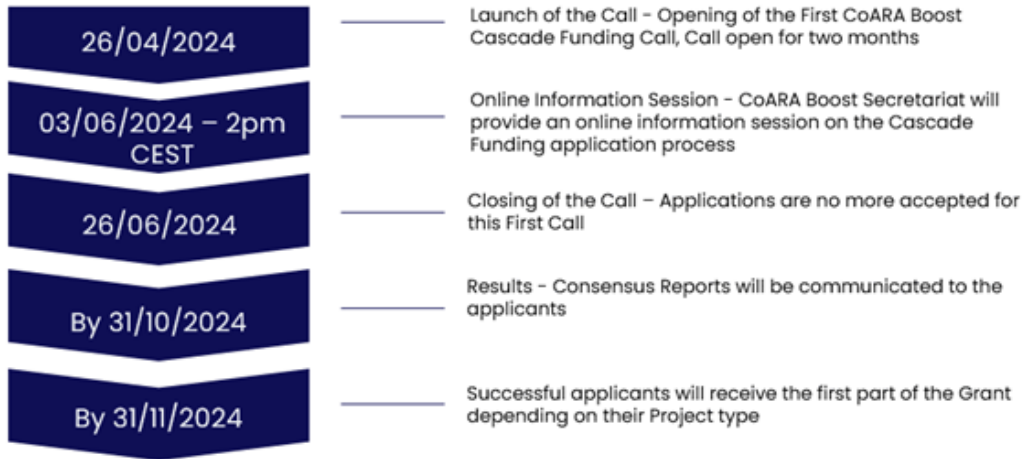 26/04/2024
Launch of the Call - Opening of the First CoARA Boost
Cascade Funding Call, Call open for two months
03/06/2024 – 2pm
CEST
Online Information Session - CoARA Boost Secretariat will
provide an online information session on the Cascade
Funding application process
26/06/2024
Closing of the Call – Applications are no more accepted for
this First Call
By 31/10/2024
Results - Consensus Reports will be communicated to the
applicants
By 31/11/2024
Successful applicants will receive the first part of the Grant
depending on their Project type